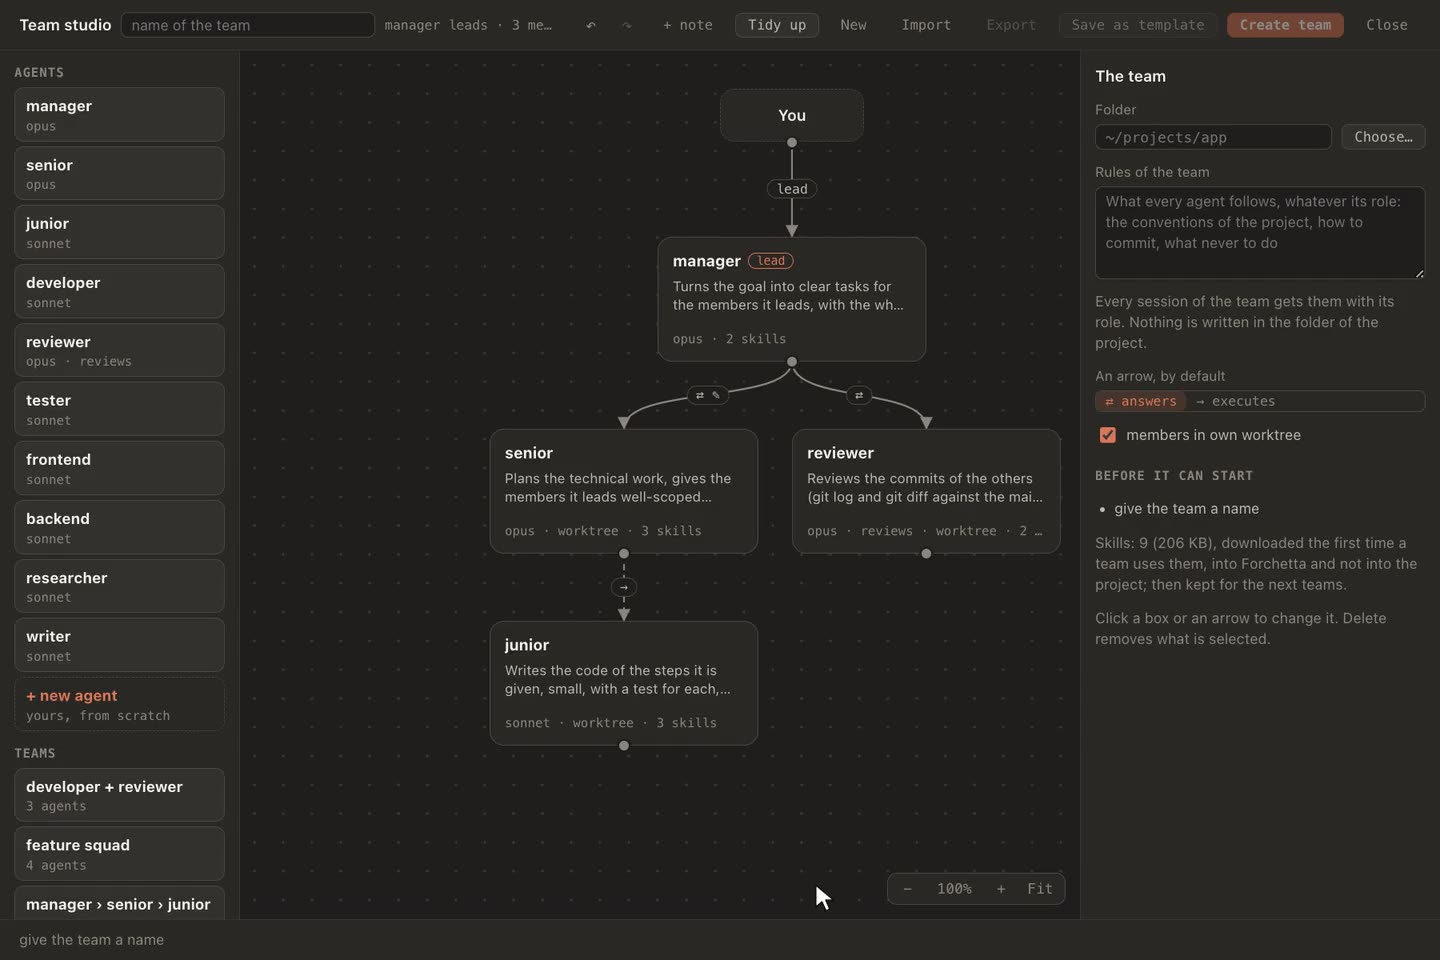 Team studio
name of the team
manager leads · 3 me…
↶
↷
+ note
Tidy up
New
Import
Export
Save as template
Create team
Close
AGENTS
manager
opus
senior
opus
junior
sonnet
developer
sonnet
reviewer
opus · reviews
tester
sonnet
frontend
sonnet
backend
sonnet
researcher
sonnet
writer
sonnet
+ new agent
yours, from scratch
TEAMS
developer + reviewer
3 agents
feature squad
4 agents
manager › senior › junior
You
lead
manager lead
Turns the goal into clear tasks for
the members it leads, with the wh…
opus · 2 skills
⇄ ✎
⇄
senior
Plans the technical work, gives the
members it leads well-scoped…
opus · worktree · 3 skills
reviewer
Reviews the commits of the others
(git log and git diff against the mai…
opus · reviews · worktree · 2 …
→
junior
Writes the code of the steps it is
given, small, with a test for each,…
sonnet · worktree · 3 skills
− 100% + Fit
The team
Folder
~/projects/app
Choose…
Rules of the team
What every agent follows, whatever its role:
the conventions of the project, how to
commit, what never to do
Every session of the team gets them with its
role. Nothing is written in the folder of the
project.
An arrow, by default
⇄ answers → executes
members in own worktree
BEFORE IT CAN START
• give the team a name
Skills: 9 (206 KB), downloaded the first time a
team uses them, into Forchetta and not into the
project; then kept for the next teams.
Click a box or an arrow to change it. Delete
removes what is selected.
give the team a name